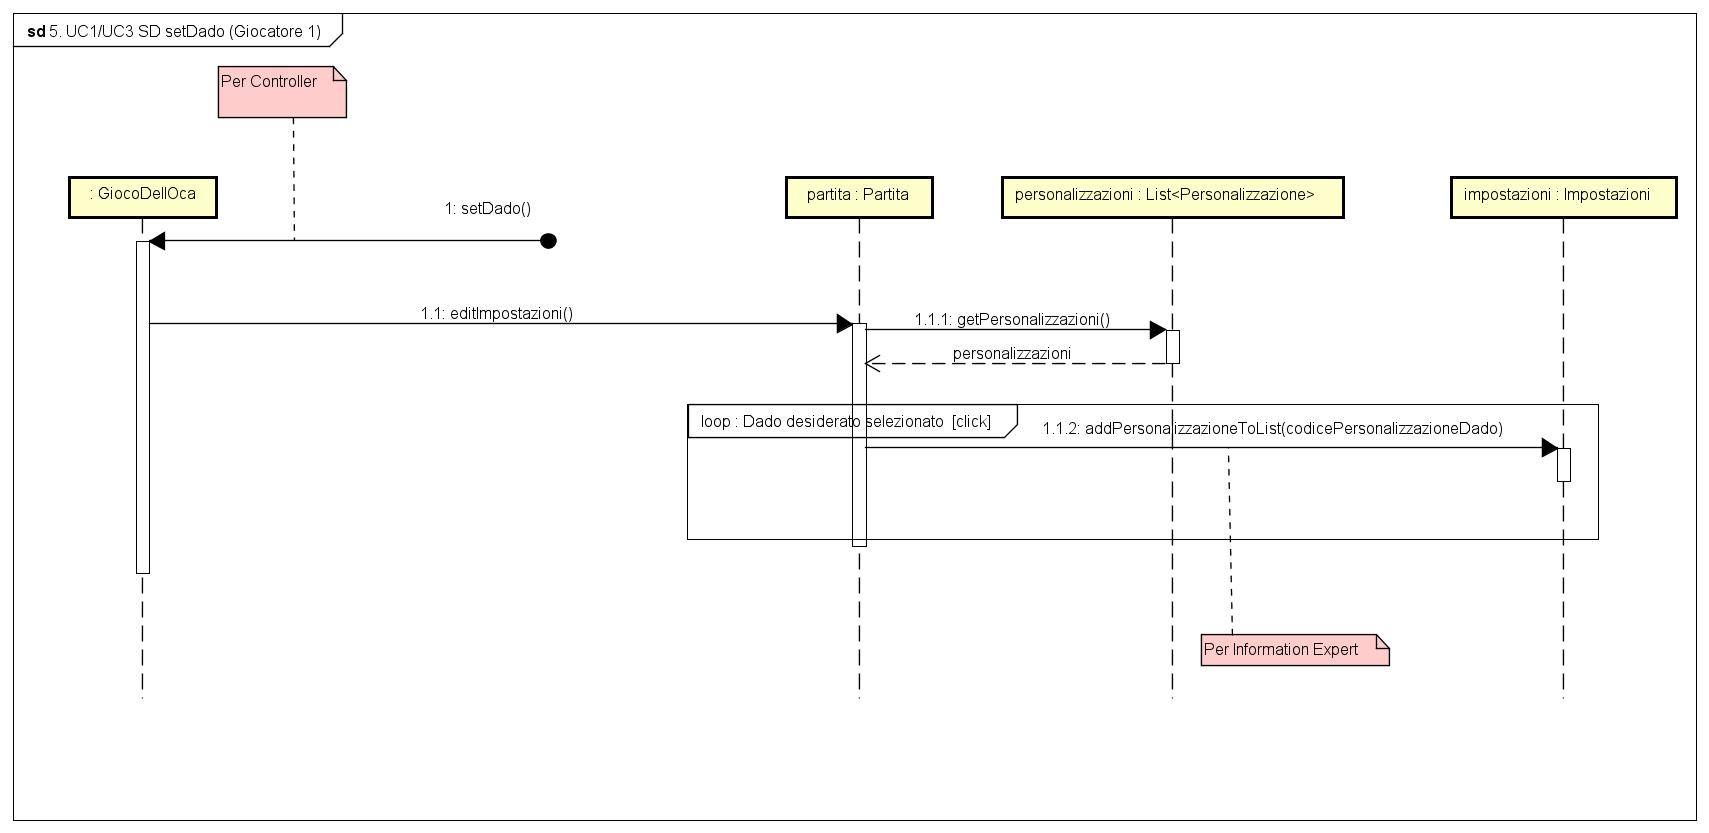 sd 5. UC1/UC3 SD setDado (Giocatore 1)
Per Controller
: GiocoDellOca
partita : Partita
personalizzazioni : List<Personalizzazione>
impostazioni : Impostazioni
1: setDado()
1.1: editImpostazioni()
1.1.1: getPersonalizzazioni()
personalizzazioni
loop : Dado desiderato selezionato [click]
1.1.2: addPersonalizzazioneToList(codicePersonalizzazioneDado)
Per Information Expert